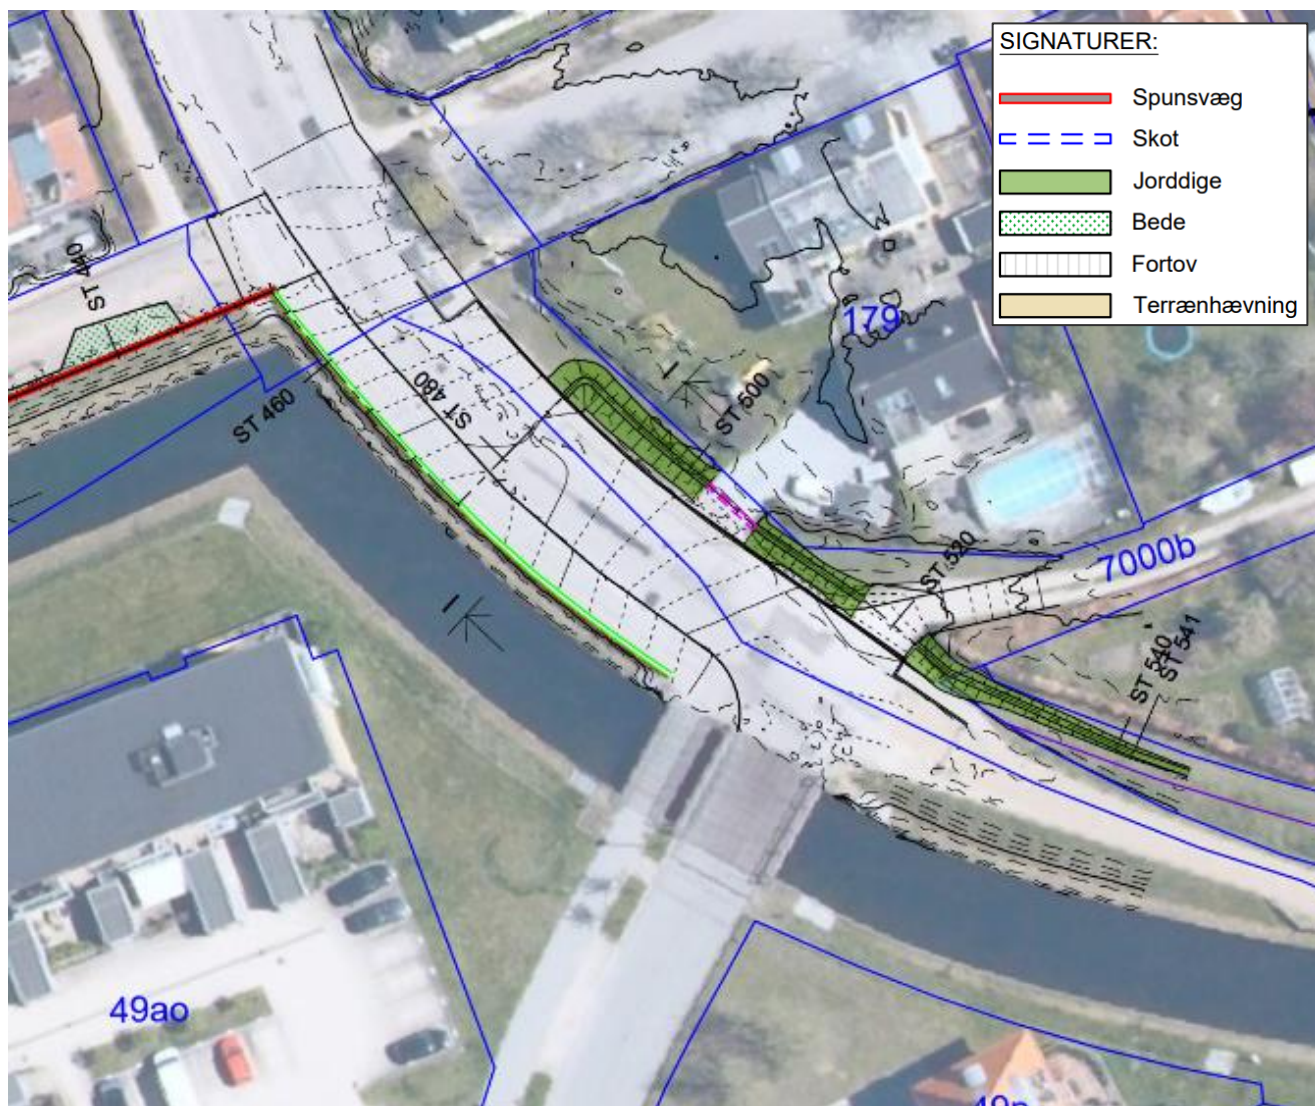 SIGNATURER:
Spunsvæg
Skot
Jorddige
Bede
Fortov
Terrænhævning
ST 440
179
ST 480
ST 500
ST 460
ST 520
7000b
ST 540
ST 541
49ao